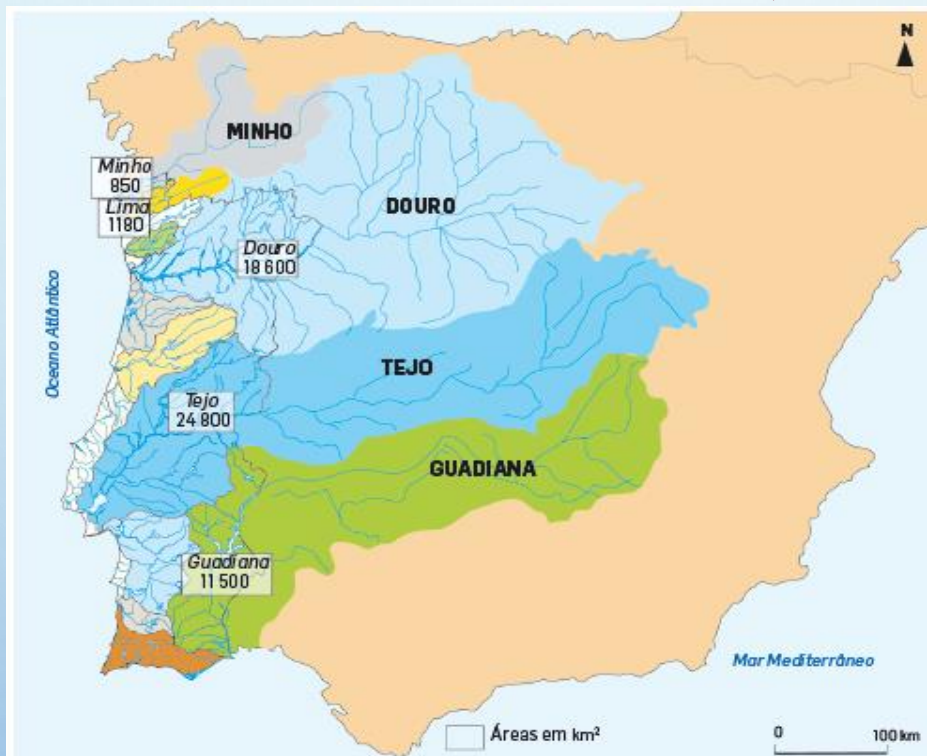 N
MINHO
Minho
850
Lima
1180
DOURO
Douro
18 600
Oceano Atlântico
TEJO
Tejo
24 800
GUADIANA
Guadiana
11 500
Mar Mediterrâneo
Áreas em km²
0 100 km